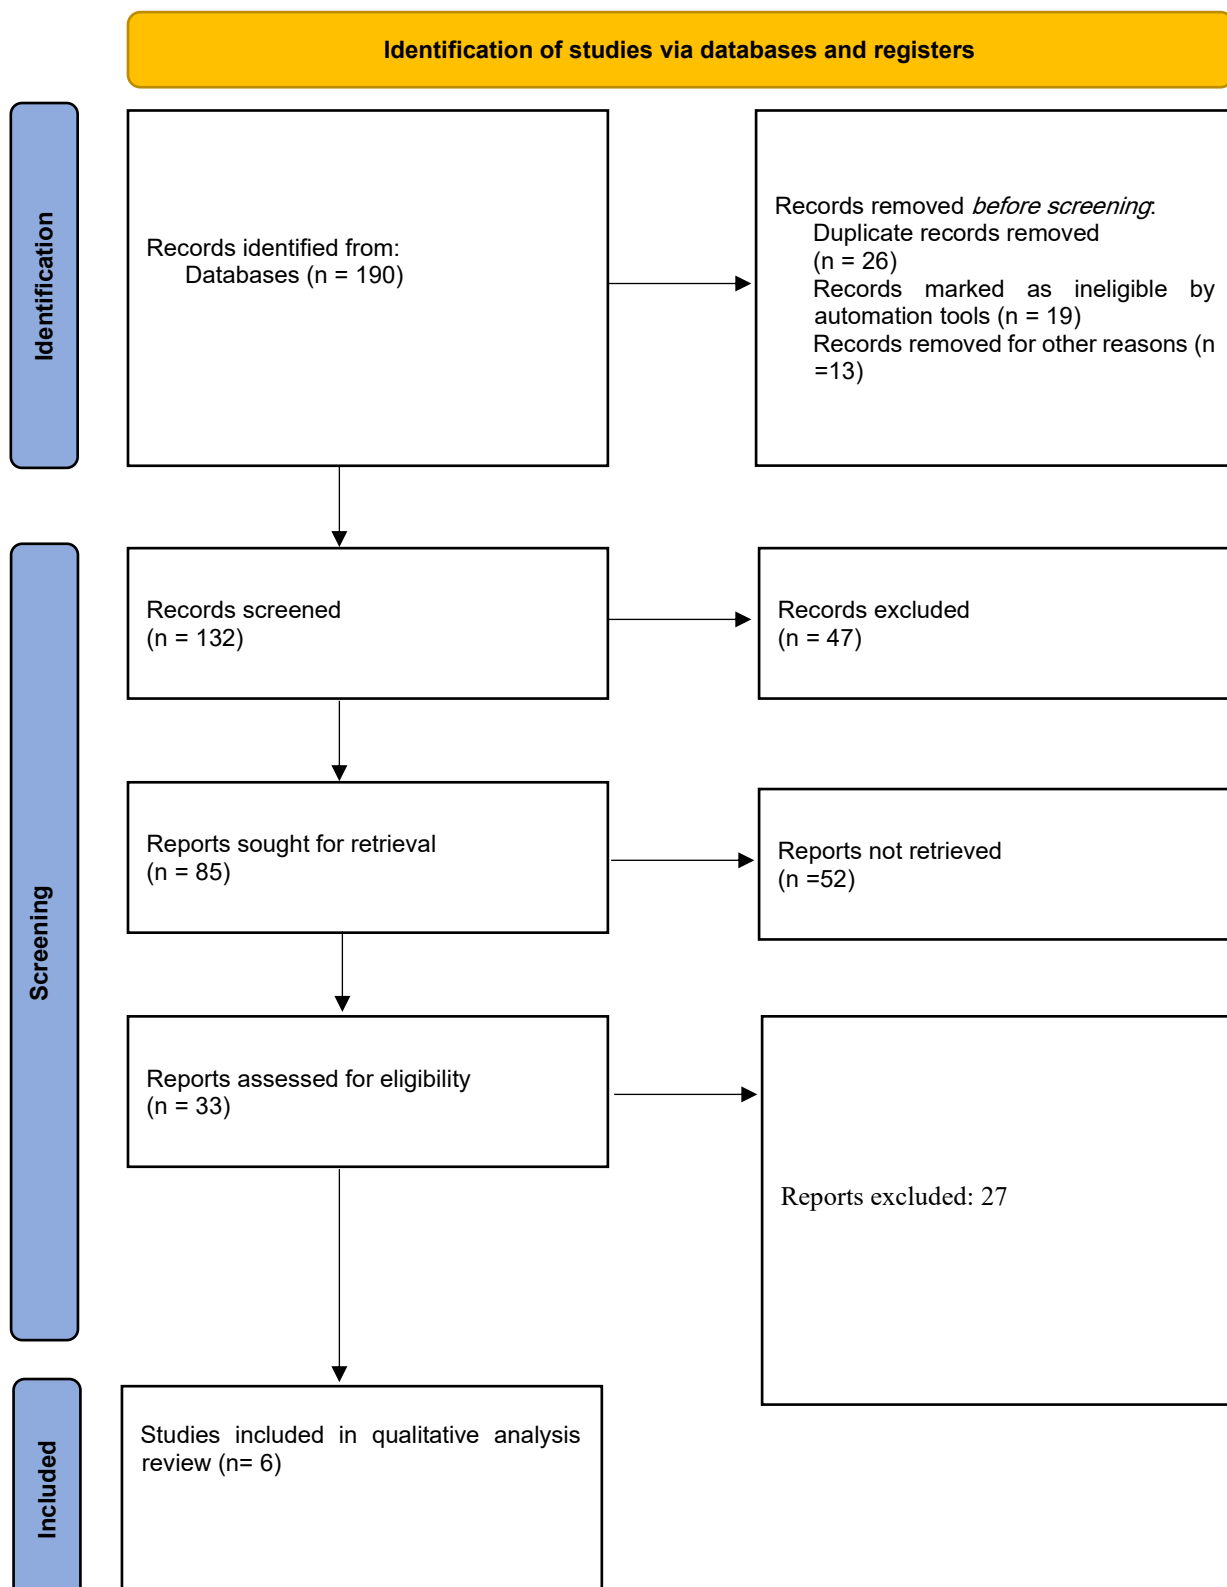 Identification of studies via databases and registers
Identification
Records identified from:
Databases (n = 190)
Records removed before screening:
Duplicate records removed
(n = 26)
Records marked as ineligible by
automation tools (n = 19)
Records removed for other reasons (n
=13)
Screening
Records screened
(n = 132)
Records excluded
(n = 47)
Reports sought for retrieval
(n = 85)
Reports not retrieved
(n =52)
Reports assessed for eligibility
(n = 33)
Reports excluded: 27
Included
Studies included in qualitative analysis
review (n= 6)